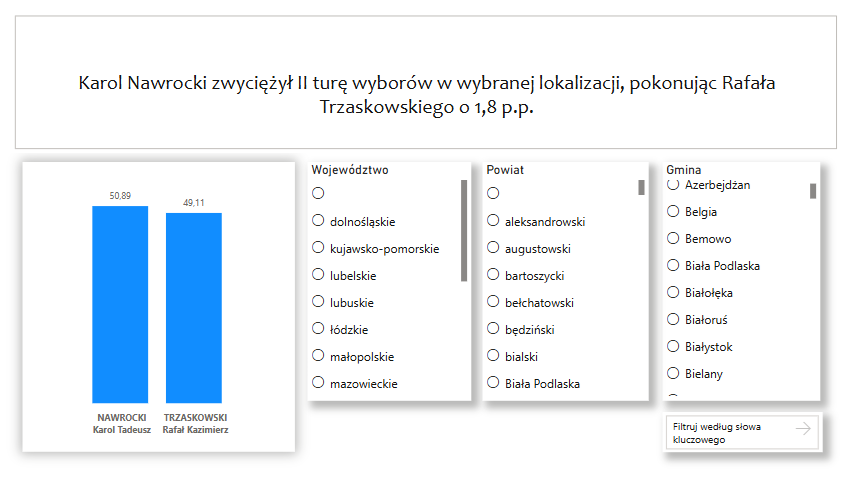 Karol Nawrocki zwyciężył II turę wyborów w wybranej lokalizacji, pokonując Rafała
Trzaskowskiego o 1,8 p.p.
50,89
49,11
NAWROCKI
Karol Tadeusz
TRZASKOWSKI
Rafał Kazimierz
Województwo
dolnośląskie
kujawsko-pomorskie
lubelskie
lubuskie
łódzkie
małopolskie
mazowieckie
Powiat
aleksandrowski
augustowski
bartoszycki
bełchatowski
będziński
bialski
Biała Podlaska
Gmina
Azerbejdżan
Belgia
Bemowo
Biała Podlaska
Białołęka
Białoruś
Białystok
Bielany
Filtruj według słowa
kluczowego